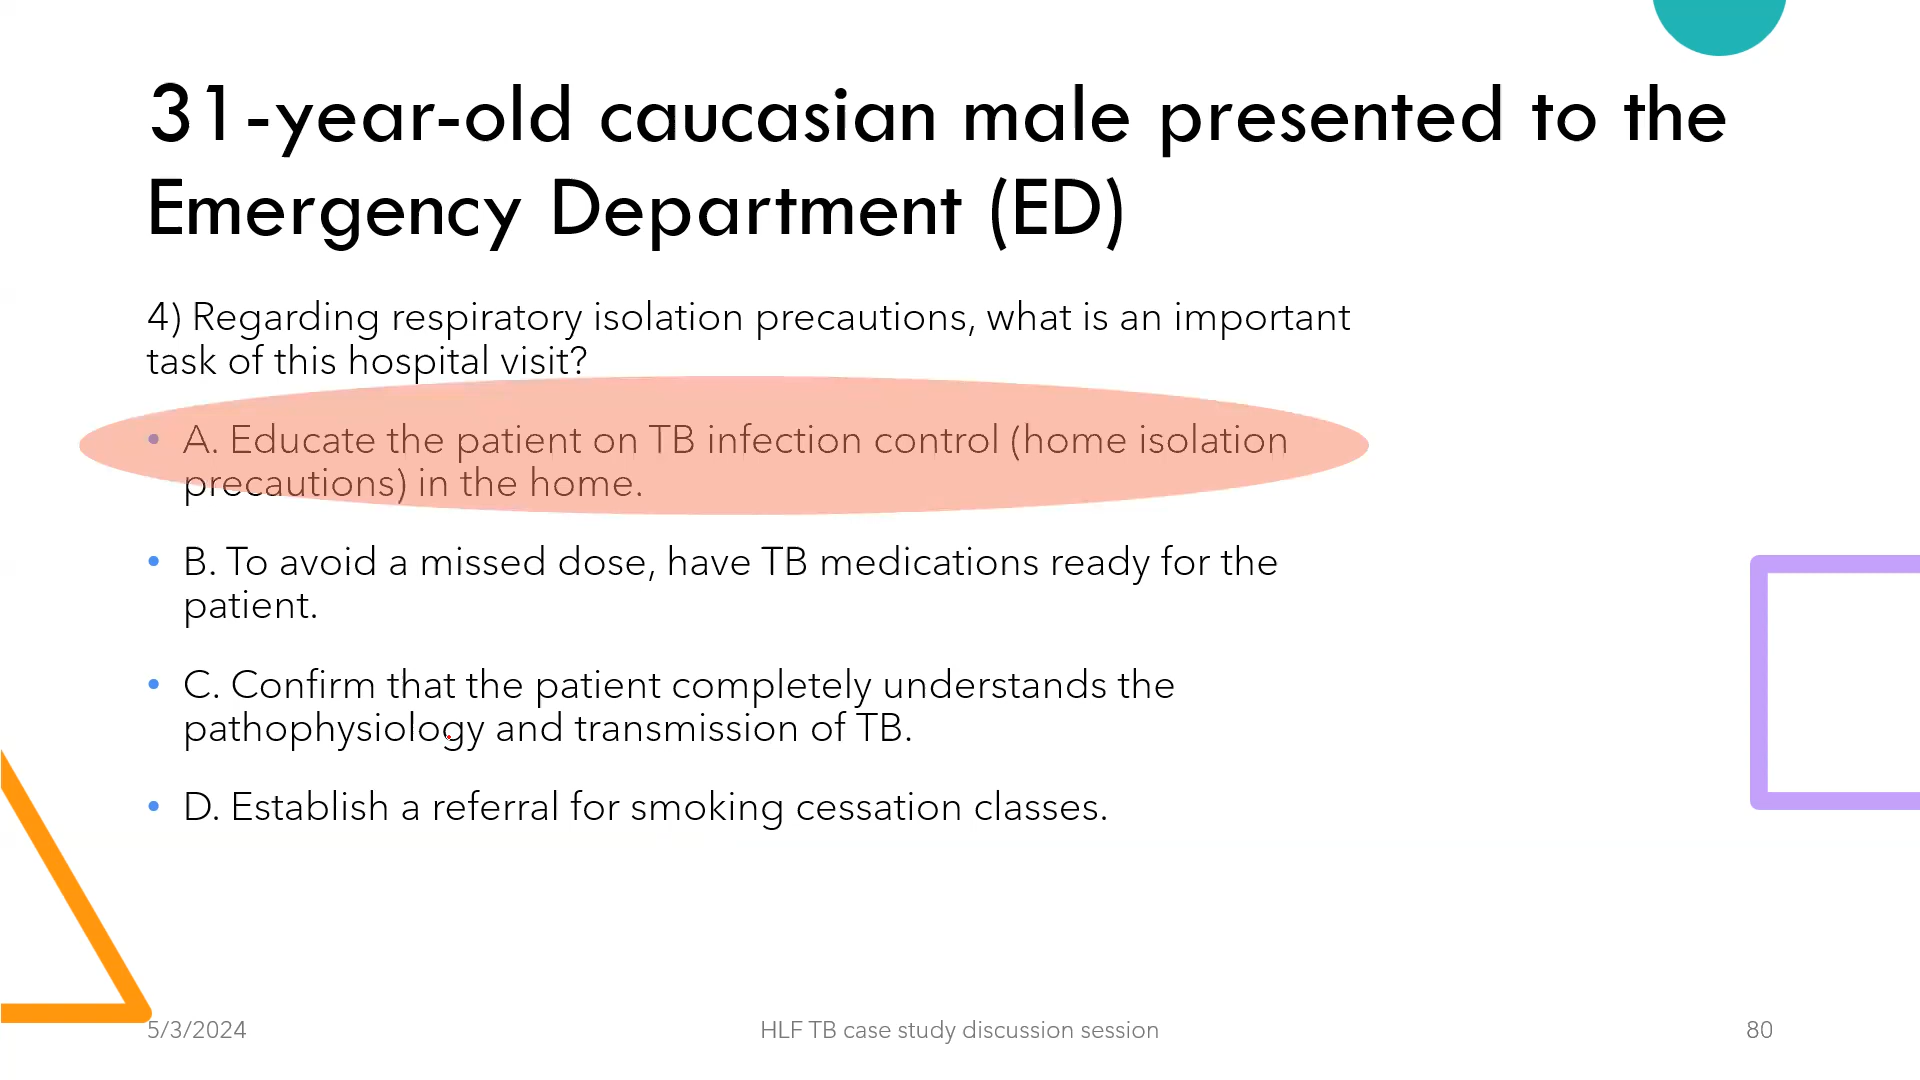 31-year-old caucasian male presented to the
Emergency Department (ED)
4) Regarding respiratory isolation precautions, what is an important
task of this hospital visit?
• A. Educate the patient on TB infection control (home isolation
precautions) in the home.
• B. To avoid a missed dose, have TB medications ready for the
patient.
• C. Confirm that the patient completely understands the
pathophysiology and transmission of TB.
• D. Establish a referral for smoking cessation classes.
5/3/2024
HLF TB case study discussion session
80